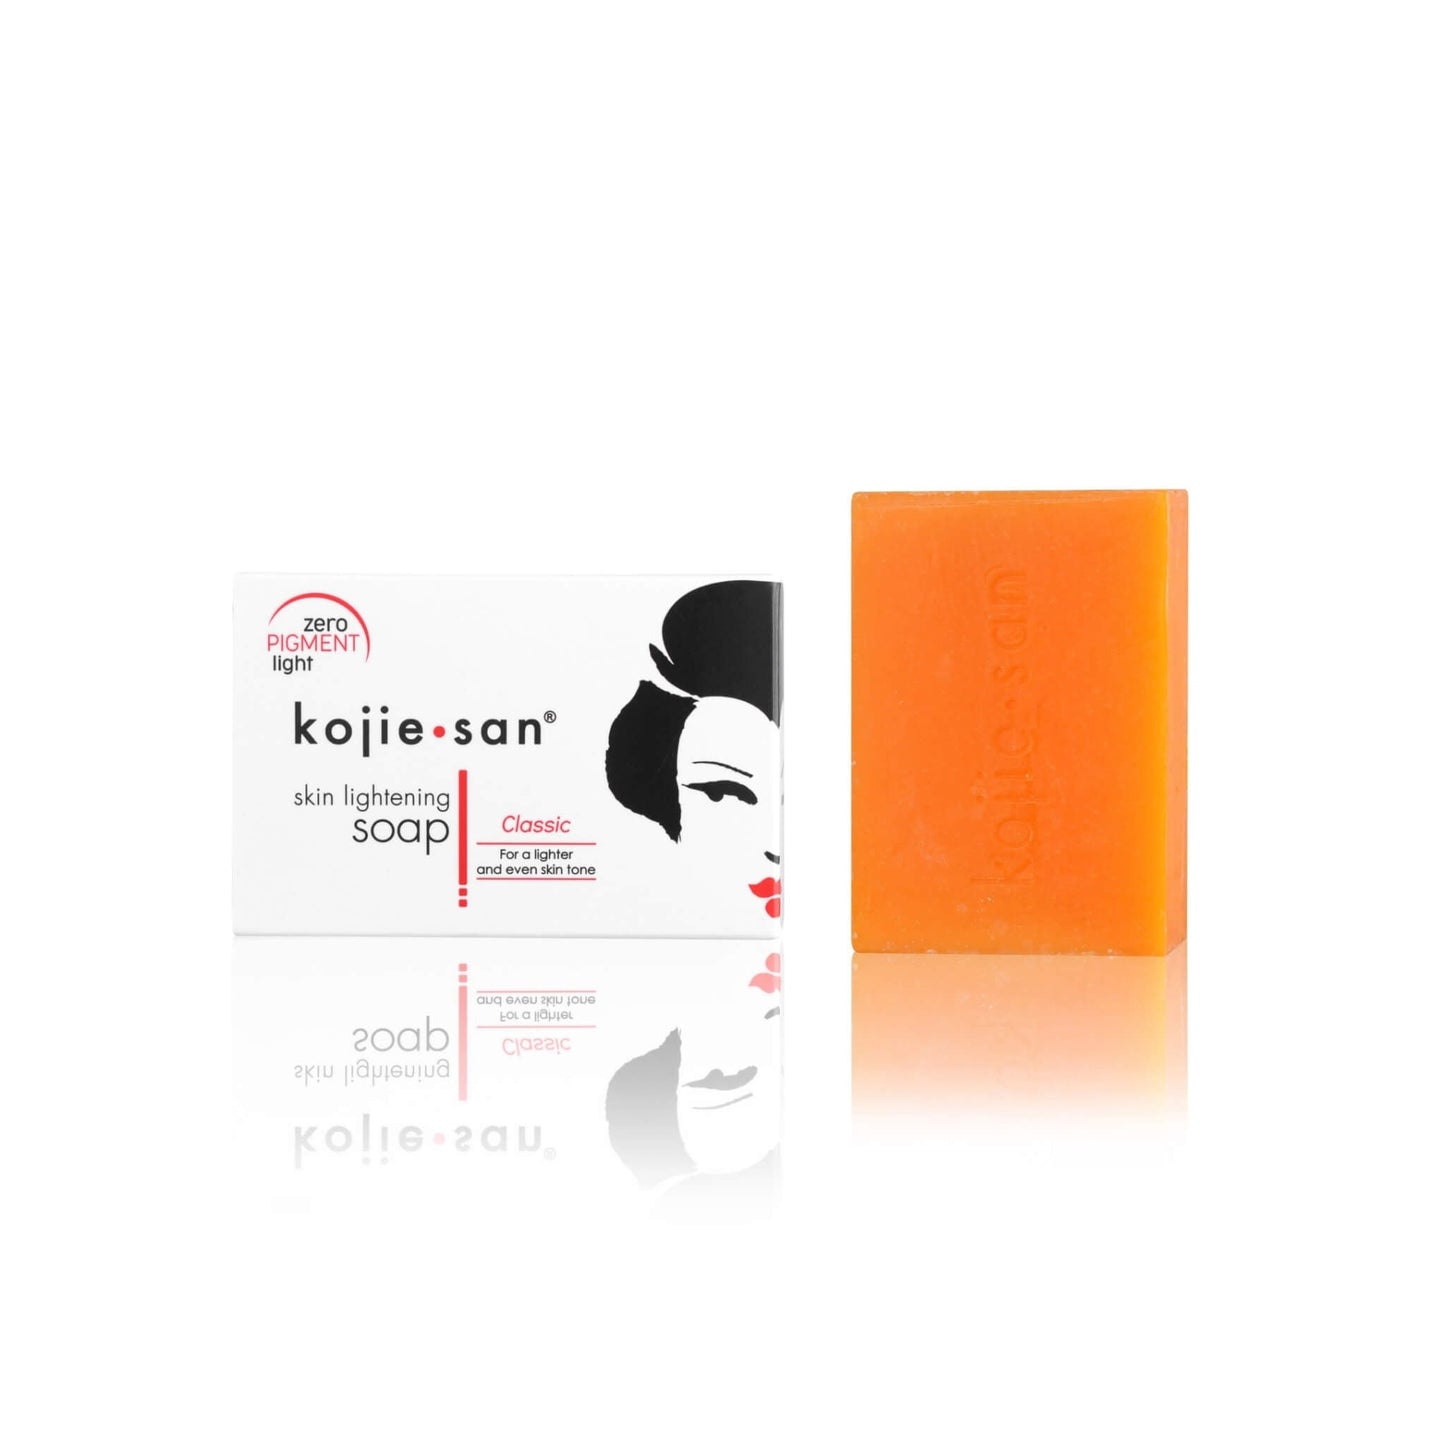 zero
PIGMENT
light
kojie•san®
skin lightening
soap
Classic
For a lighter
and even skin tone
kojie·san